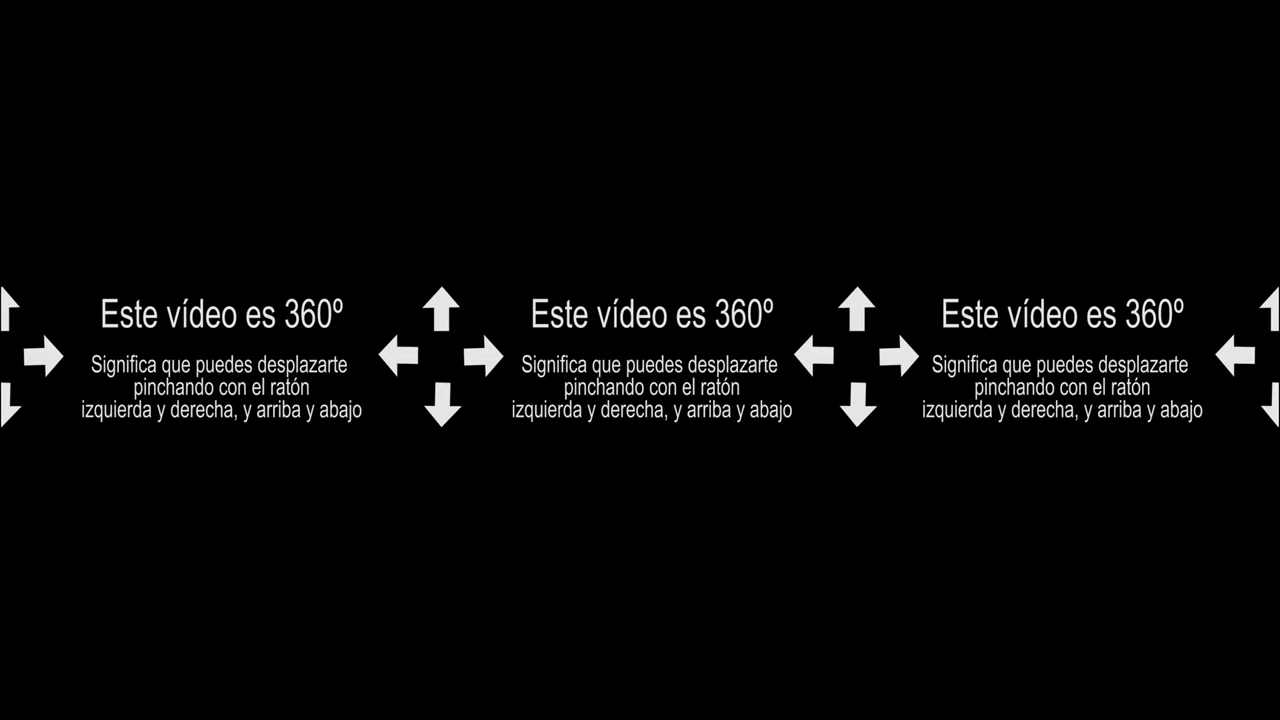 Este vídeo es 360º
Significa que puedes desplazarte
pinchando con el ratón
izquierda y derecha, y arriba y abajo
Este vídeo es 360º
Significa que puedes desplazarte
pinchando con el ratón
izquierda y derecha, y arriba y abajo
Este vídeo es 360º
Significa que puedes desplazarte
pinchando con el ratón
izquierda y derecha, y arriba y abajo